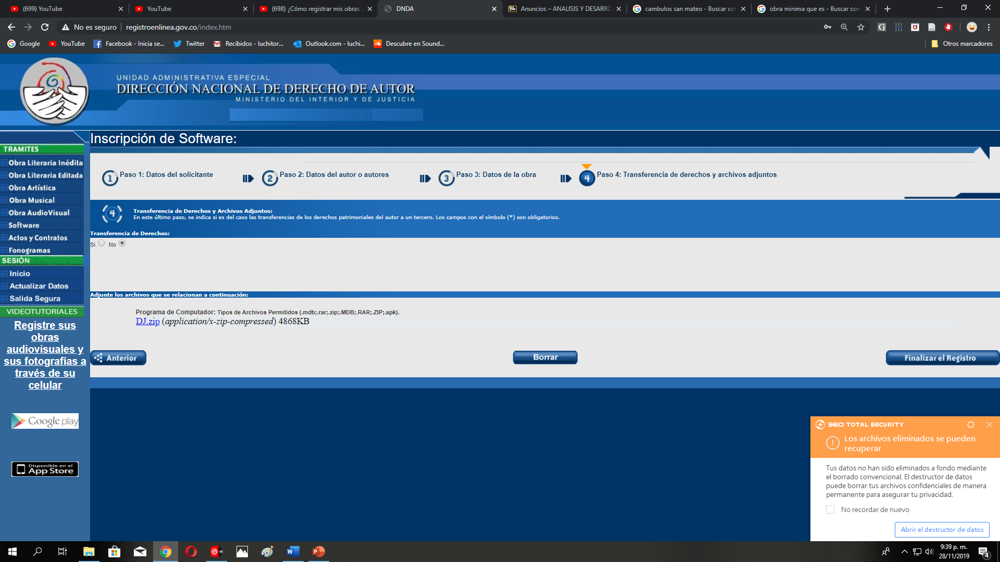 (699) YouTube
YouTube
(698) ¿Cómo registrar mis obras
DNDA
Bb Anuncios – ANALISIS Y DESARRO
cambulos san mateo - Buscar co
obra minima que es - Buscar con
No es seguro registroenlinea.gov.co/index.htm
Google
YouTube
Facebook - Inicia se...
Twitter
Recibidos - luchitor...
Outlook.com - luchi...
Descubre en Sound...
Otros marcadores
UNIDAD ADMINISTRATIVA ESPECIAL
DIRECCIÓN NACIONAL DE DERECHO DE AUTOR
MINISTERIO DEL INTERIOR Y DE JUSTICIA
TRAMITES
Obra Literaria Inédita
Obra Literaria Editada
Obra Artística
Obra Musical
Obra AudioVisual
Software
Actos y Contratos
Fonogramas
SESIÓN
Inicio
Actualizar Datos
Salida Segura
VIDEOTUTORIALES
Registre sus
obras
audiovisuales y
sus fotografías a
través de su
celular
Google play
Disponible en el
App Store
Inscripción de Software:
1 Paso 1: Datos del solicitante
2 Paso 2: Datos del autor o autores
3 Paso 3: Datos de la obra
4 Paso 4: Transferencia de derechos y archivos adjuntos
4
Transferencia de Derechos y Archivos Adjuntos:
En este último paso, se indica si es del caso las transferencias de los derechos patrimoniales del autor a un tercero. Los campos con el símbolo (*) son obligatorios.
Transferencia de Derechos:
Si No
Adjunte los archivos que se relacionan a continuación:
Programa de Computador: Tipos de Archivos Permitidos (.mdb;.rar;.zip;.MDB;.RAR;.ZIP;.apk).
DJ.zip (application/x-zip-compressed) 4868KB
Anterior
Borrar
Finalizar el Registro
360 TOTAL SECURITY
Los archivos eliminados se pueden
recuperar
Tus datos no han sido eliminados a fondo mediante
el borrado convencional. El destructor de datos
puede borrar tus archivos confidenciales de manera
permanente para asegurar tu privacidad.
No recordar de nuevo
Abrir el destructor de datos
9:39 p. m.
28/11/2019
4